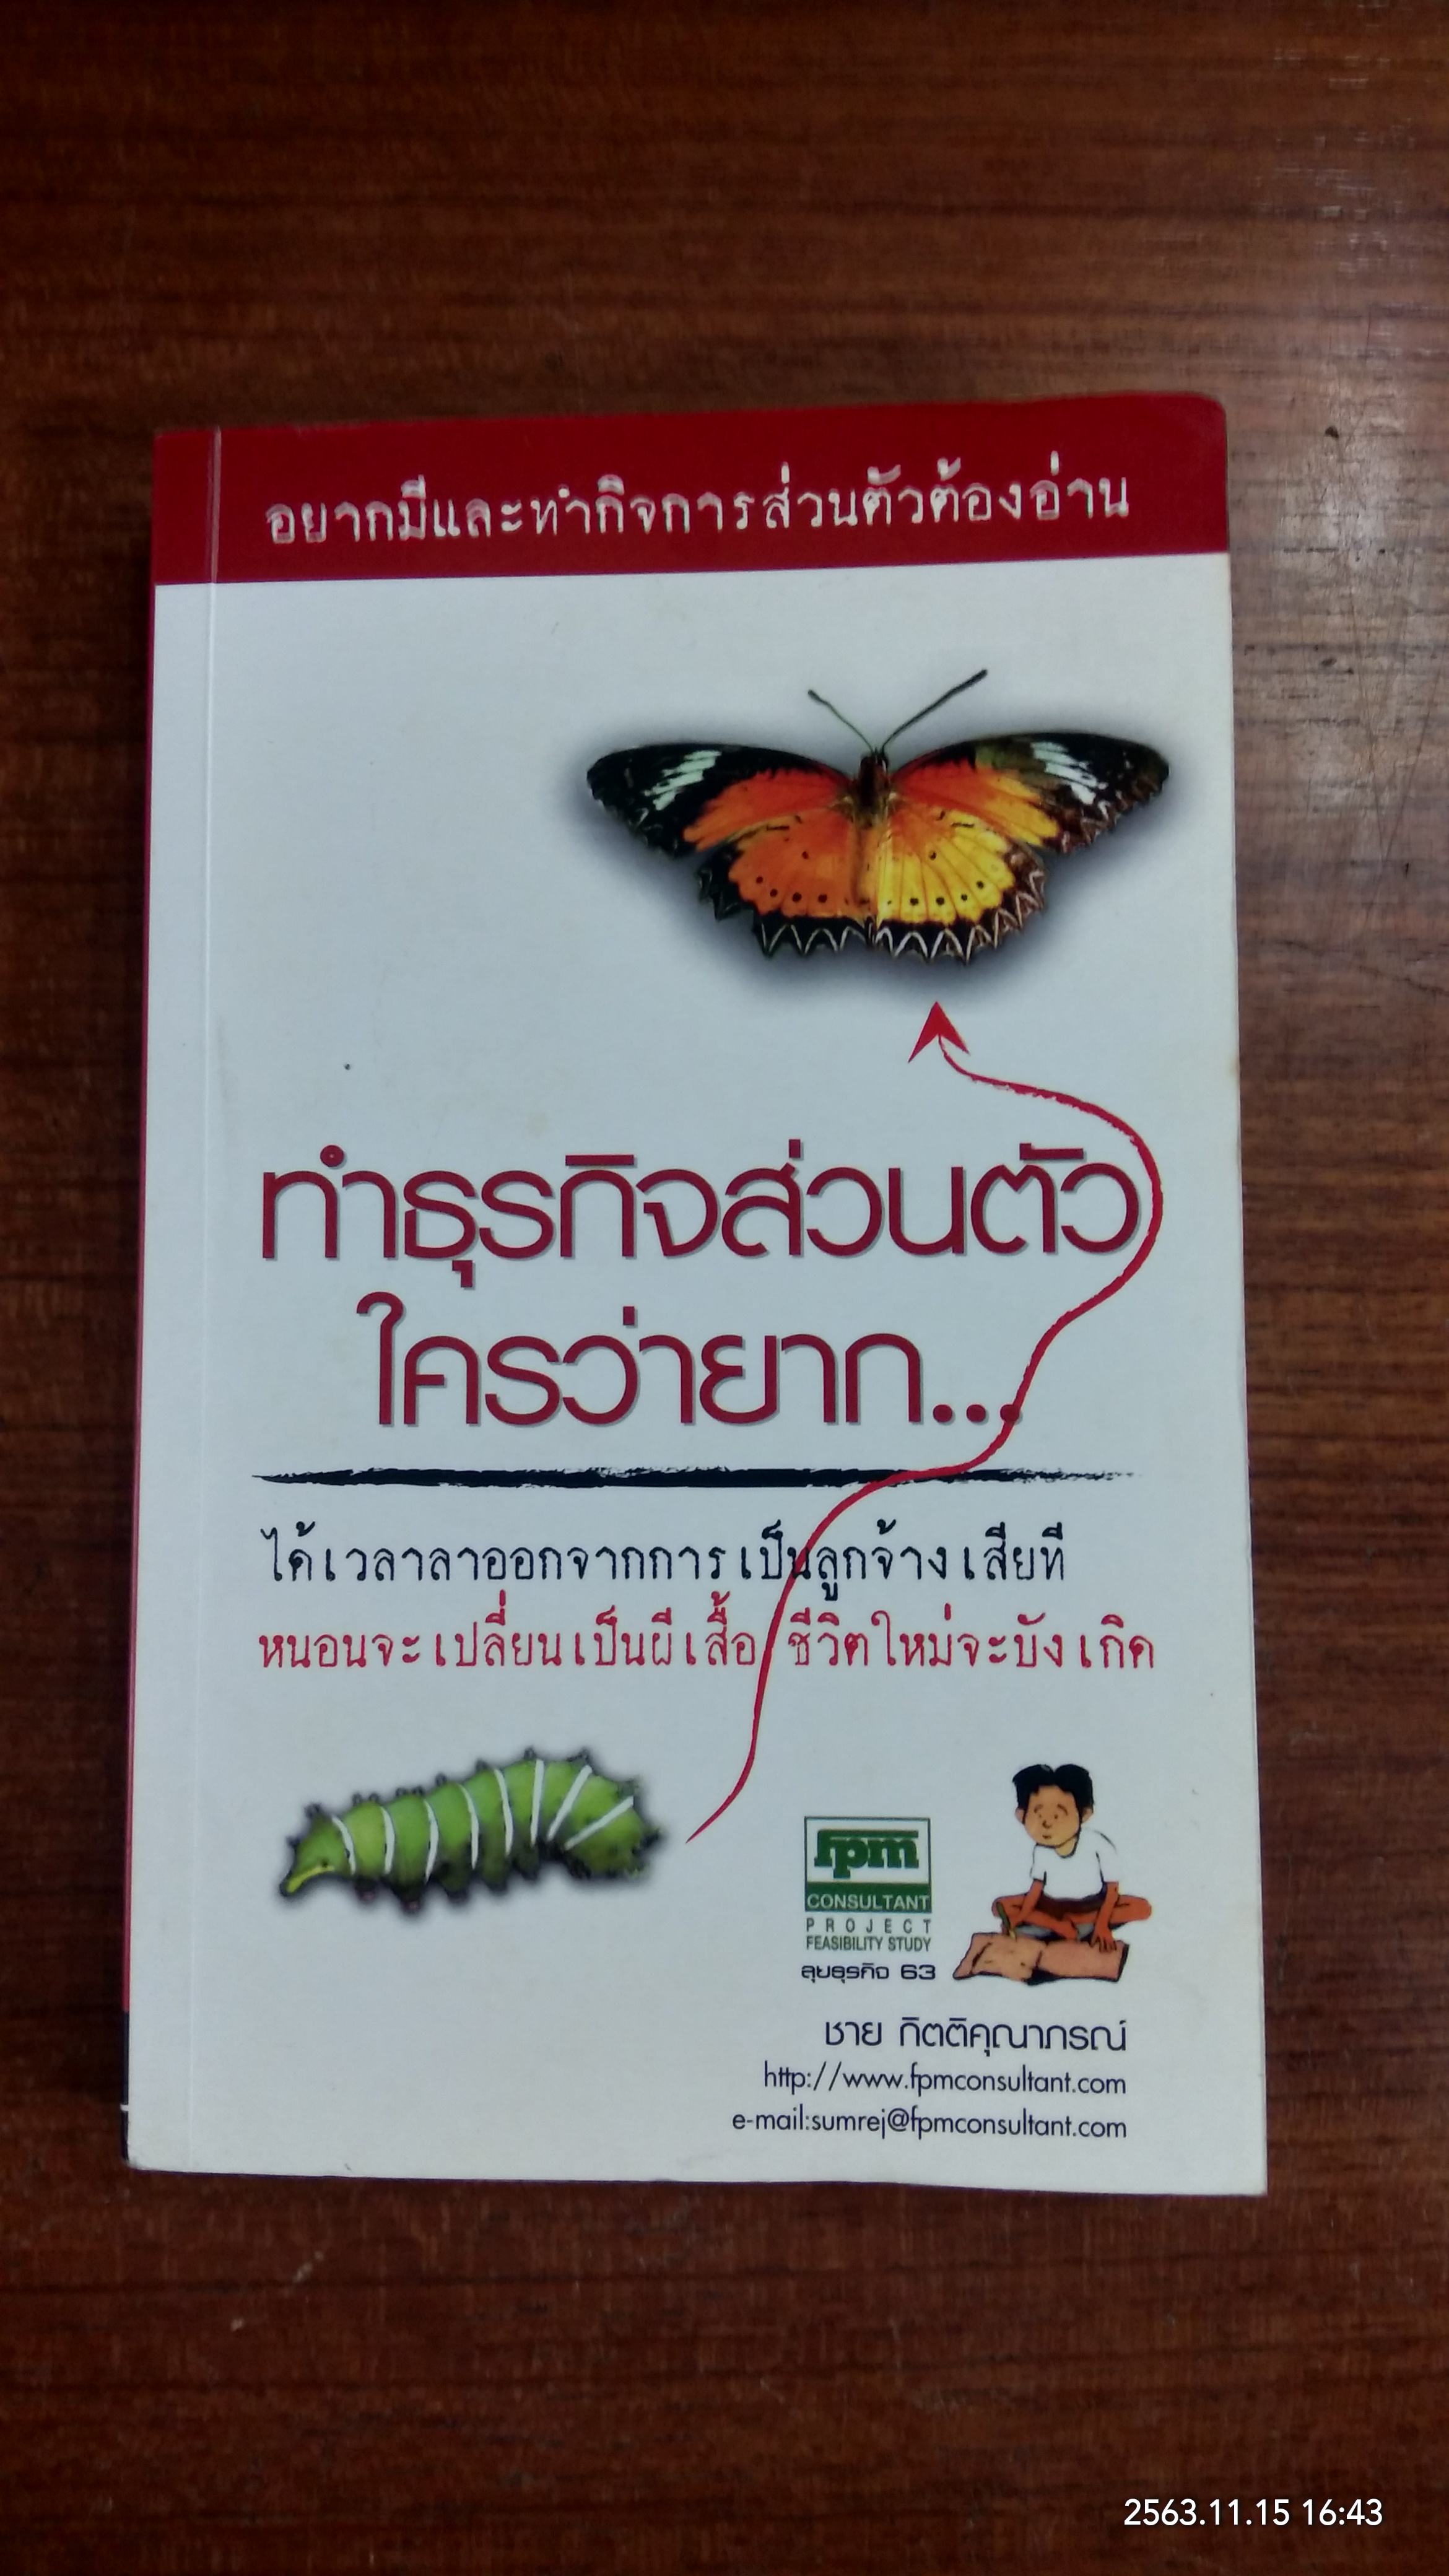 อยากมีและทำกิจการส่วนตัวต้องอ่าน
ทำธุรกิจส่วนตัว
ใครว่ายาก...
ได้เวลาลาออกจากการเป็นลูกจ้างเสียที
หนอนจะเปลี่ยนเป็นผีเสื้อ ชีวิตใหม่จะบังเกิด
fpm
CONSULTANT
PROJECT
FEASIBILITY STUDY
ลุยธุรกิจ 63
ชาย กิตติคุณาภรณ์
http://www.fpmconsultant.com
e-mail:sumrej@fpmconsultant.com
2563.11.15 16:43